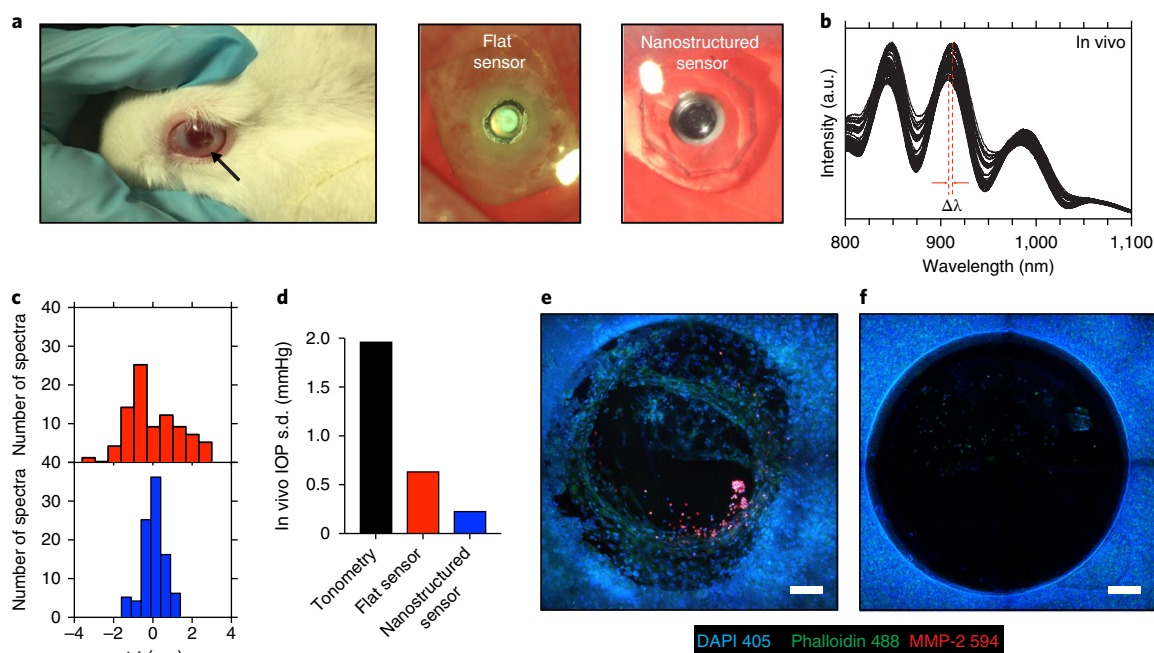 a
Flat
sensor
Nanostructured
sensor
b
In vivo
Intensity (a.u.)
Δλ
800
900
1,000
1,100
Wavelength (nm)
c
Number of spectra
40
30
20
10
40
Number of spectra
30
20
10
0
–4
–2
0
2
4
d
In vivo IOP s.d. (mmHg)
2.0
1.5
1.0
0.5
0
Tonometry
Flat sensor
Nanostructured
sensor
e
f
DAPI 405 Phalloidin 488 MMP-2 594